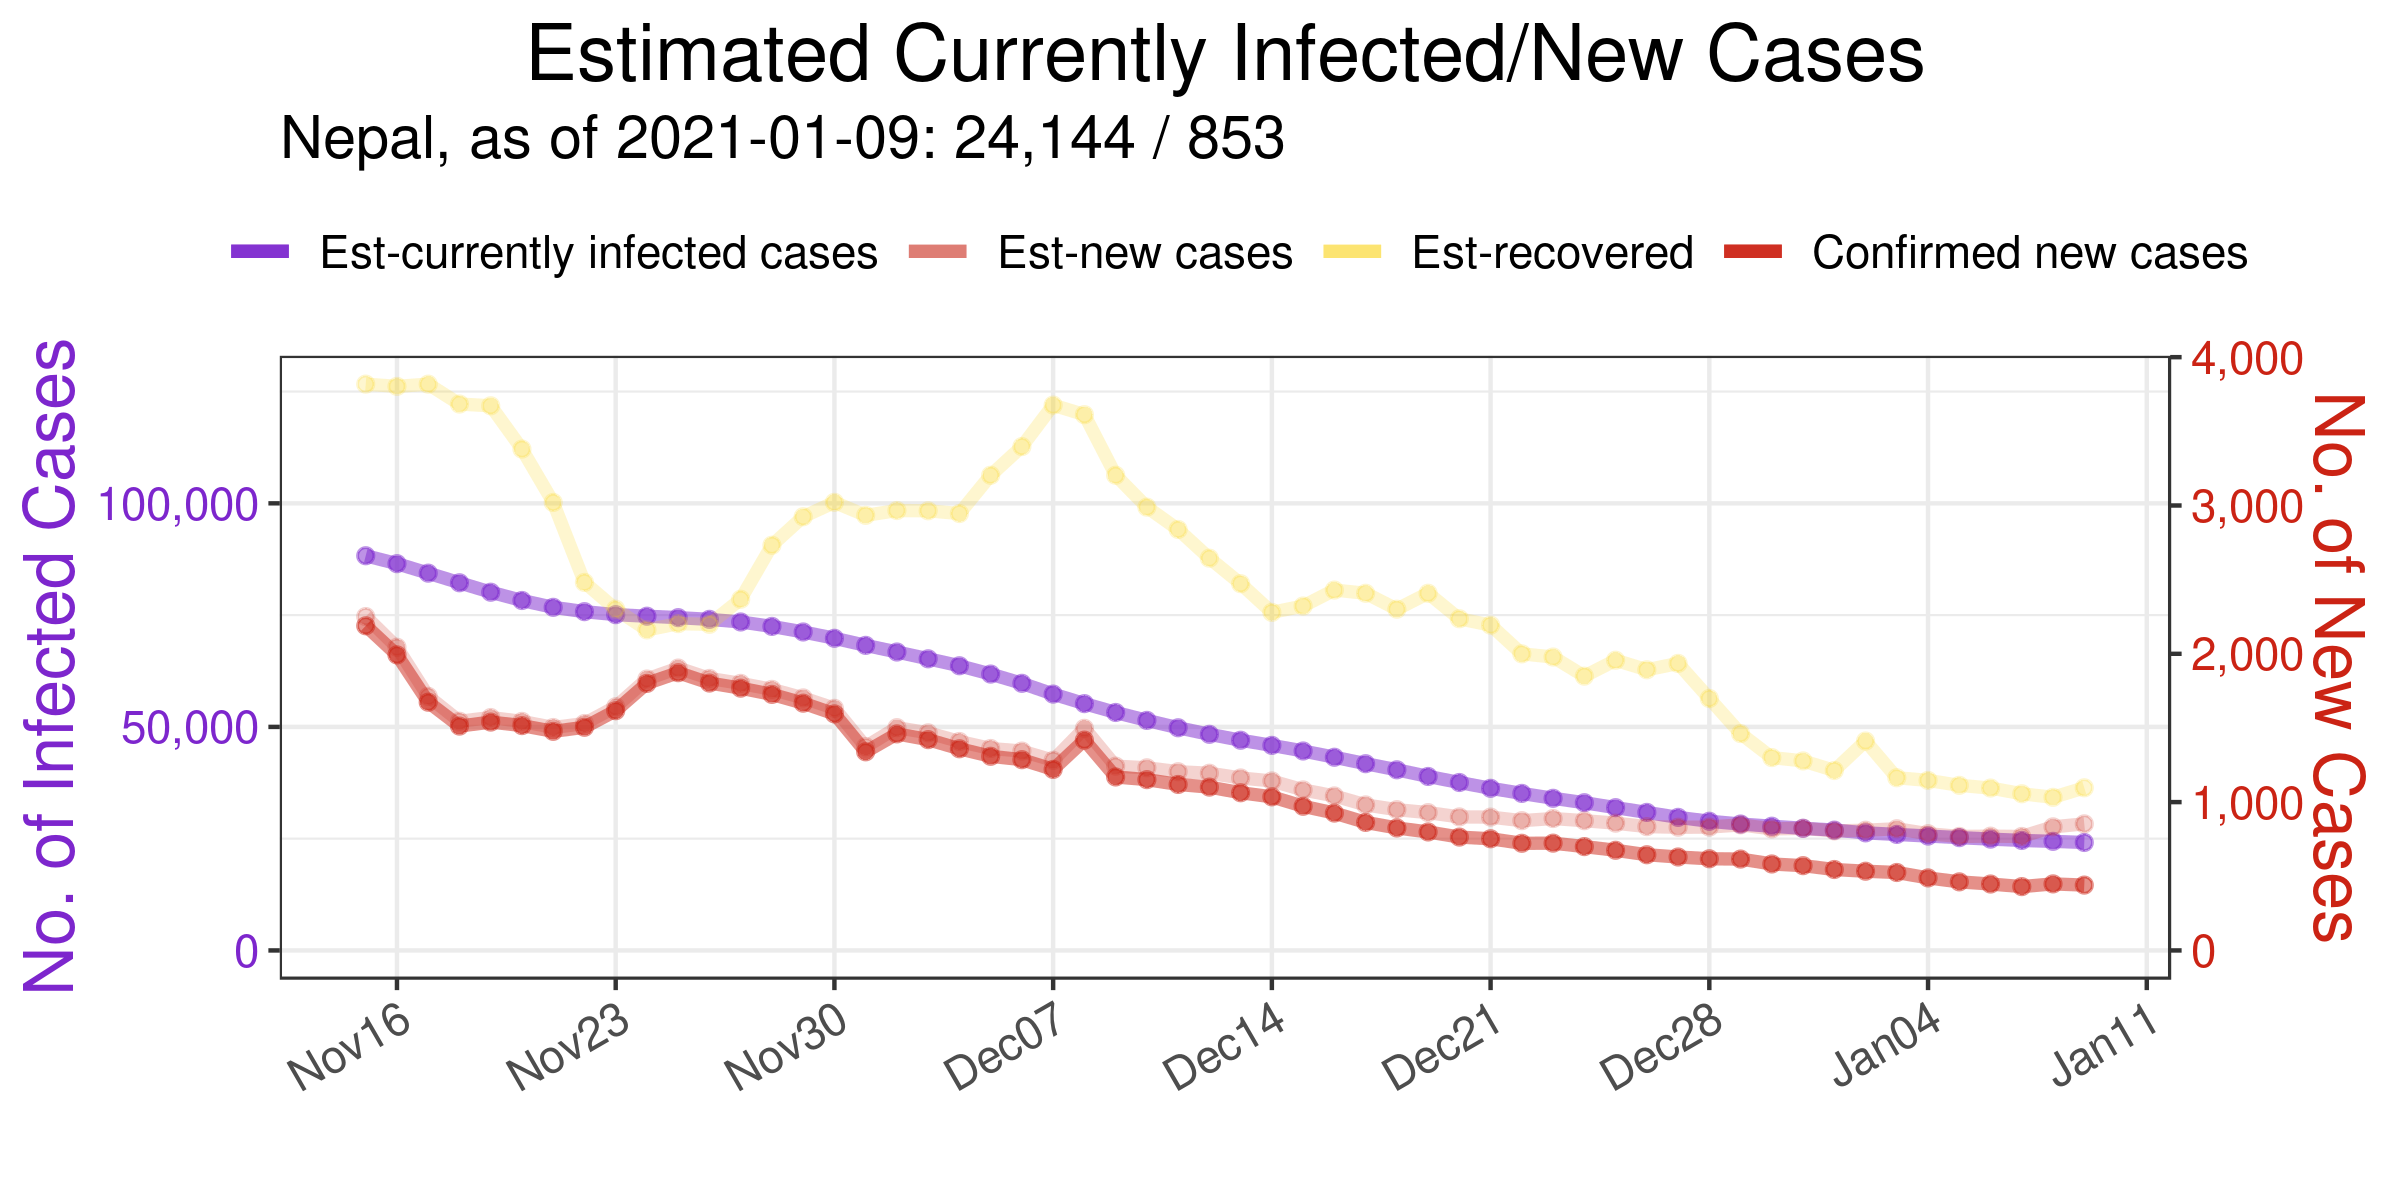 Estimated Currently Infected/New Cases
Nepal, as of 2021-01-09: 24,144 / 853
Est-currently infected cases Est-new cases Est-recovered Confirmed new cases
No. of Infected Cases
100,000
50,000
0
4,000
3,000
2,000
1,000
0
No. of New Cases
Nov16 Nov23 Nov30 Dec07 Dec14 Dec21 Dec28 Jan04 Jan11